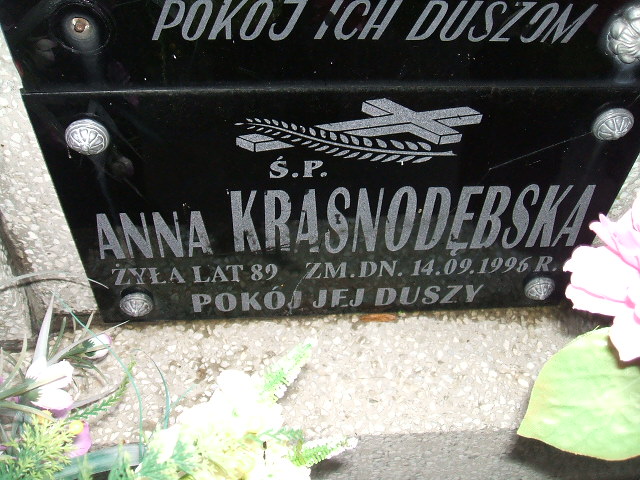 POKÓJ ICH DUSZOM
Ś.P.
ANNA KRASNODĘBSKA
ŻYŁA LAT 89 ZM.DN. 14.09.1996 R.
POKÓJ JEJ DUSZY